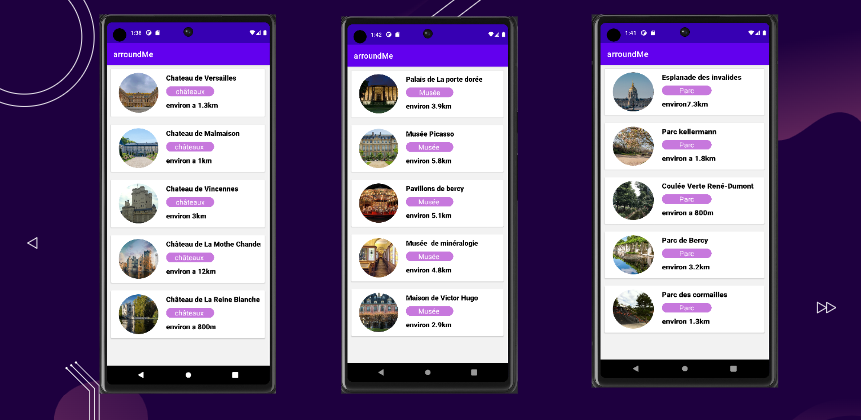 1:38
arroundMe
Chateau de Versailles
châteaux
environ a 1.3km
Chateau de Malmaison
châteaux
environ a 1km
Chateau de Vincennes
châteaux
environ 3km
Château de La Mothe Chande
châteaux
environ a 12km
Château de La Reine Blanche
châteaux
environ a 800m
1:42
arroundMe
Palais de La porte dorée
Musée
environ 3.9km
Musée Picasso
Musée
environ 5.8km
Pavillons de bercy
Musée
environ 5.1km
Musée de minéralogie
Musée
environ 4.8km
Maison de Victor Hugo
Musée
environ 2.9km
1:41
arroundMe
Esplanade des invalides
Parc
environ7.3km
Parc kellermann
Parc
environ a 1.8km
Coulée Verte René-Dumont
Parc
environ a 800m
Parc de Bercy
Parc
environ 3.2km
Parc des cormailles
Parc
environ 1.3km